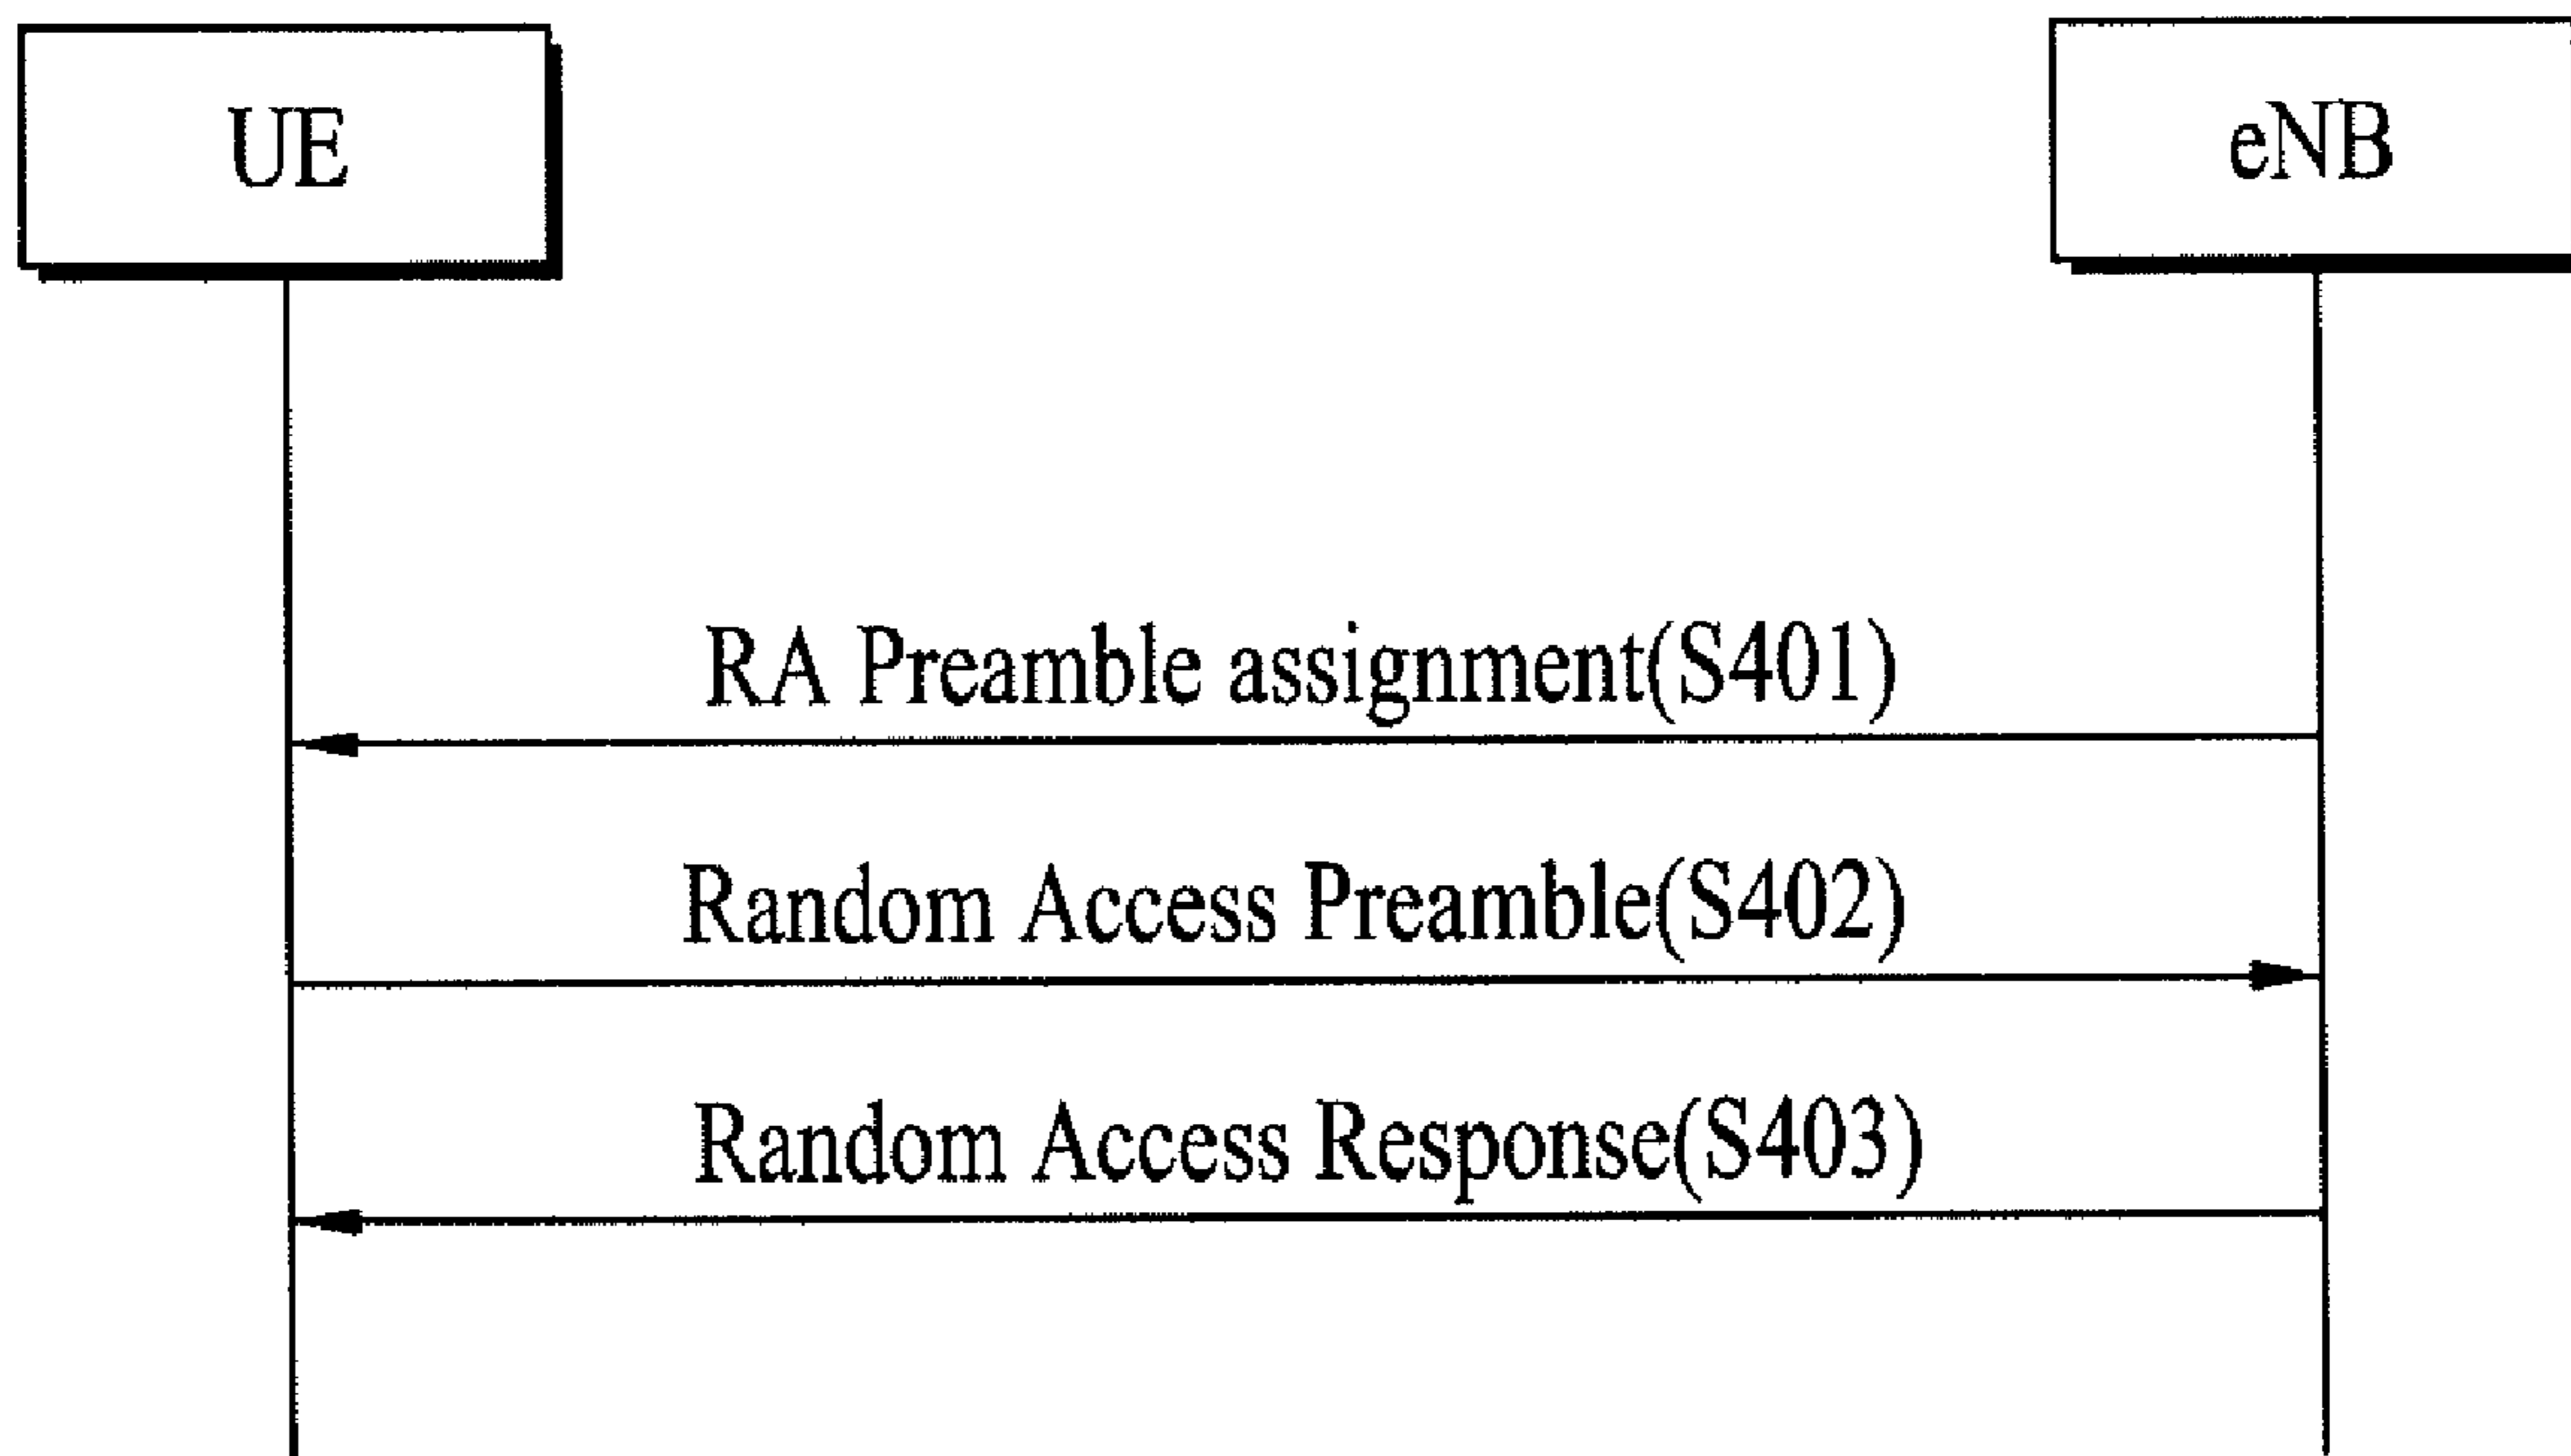 UE
eNB
RA Preamble assignment(S401)
Random Access Preamble(S402)
Random Access Response(S403)